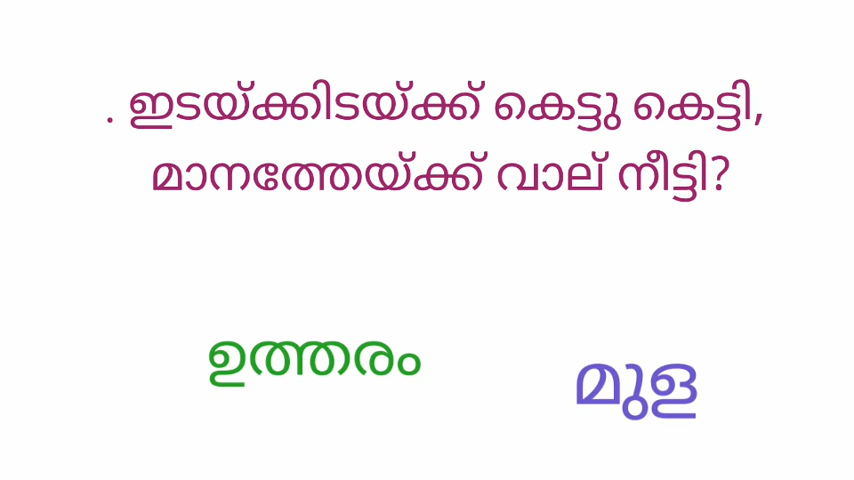 . ഇടയ്ക്കിടയ്ക്ക് കെട്ടു കെട്ടി,
മാനത്തേയ്ക്ക് വാല് നീട്ടി?
ഉത്തരം
മുള